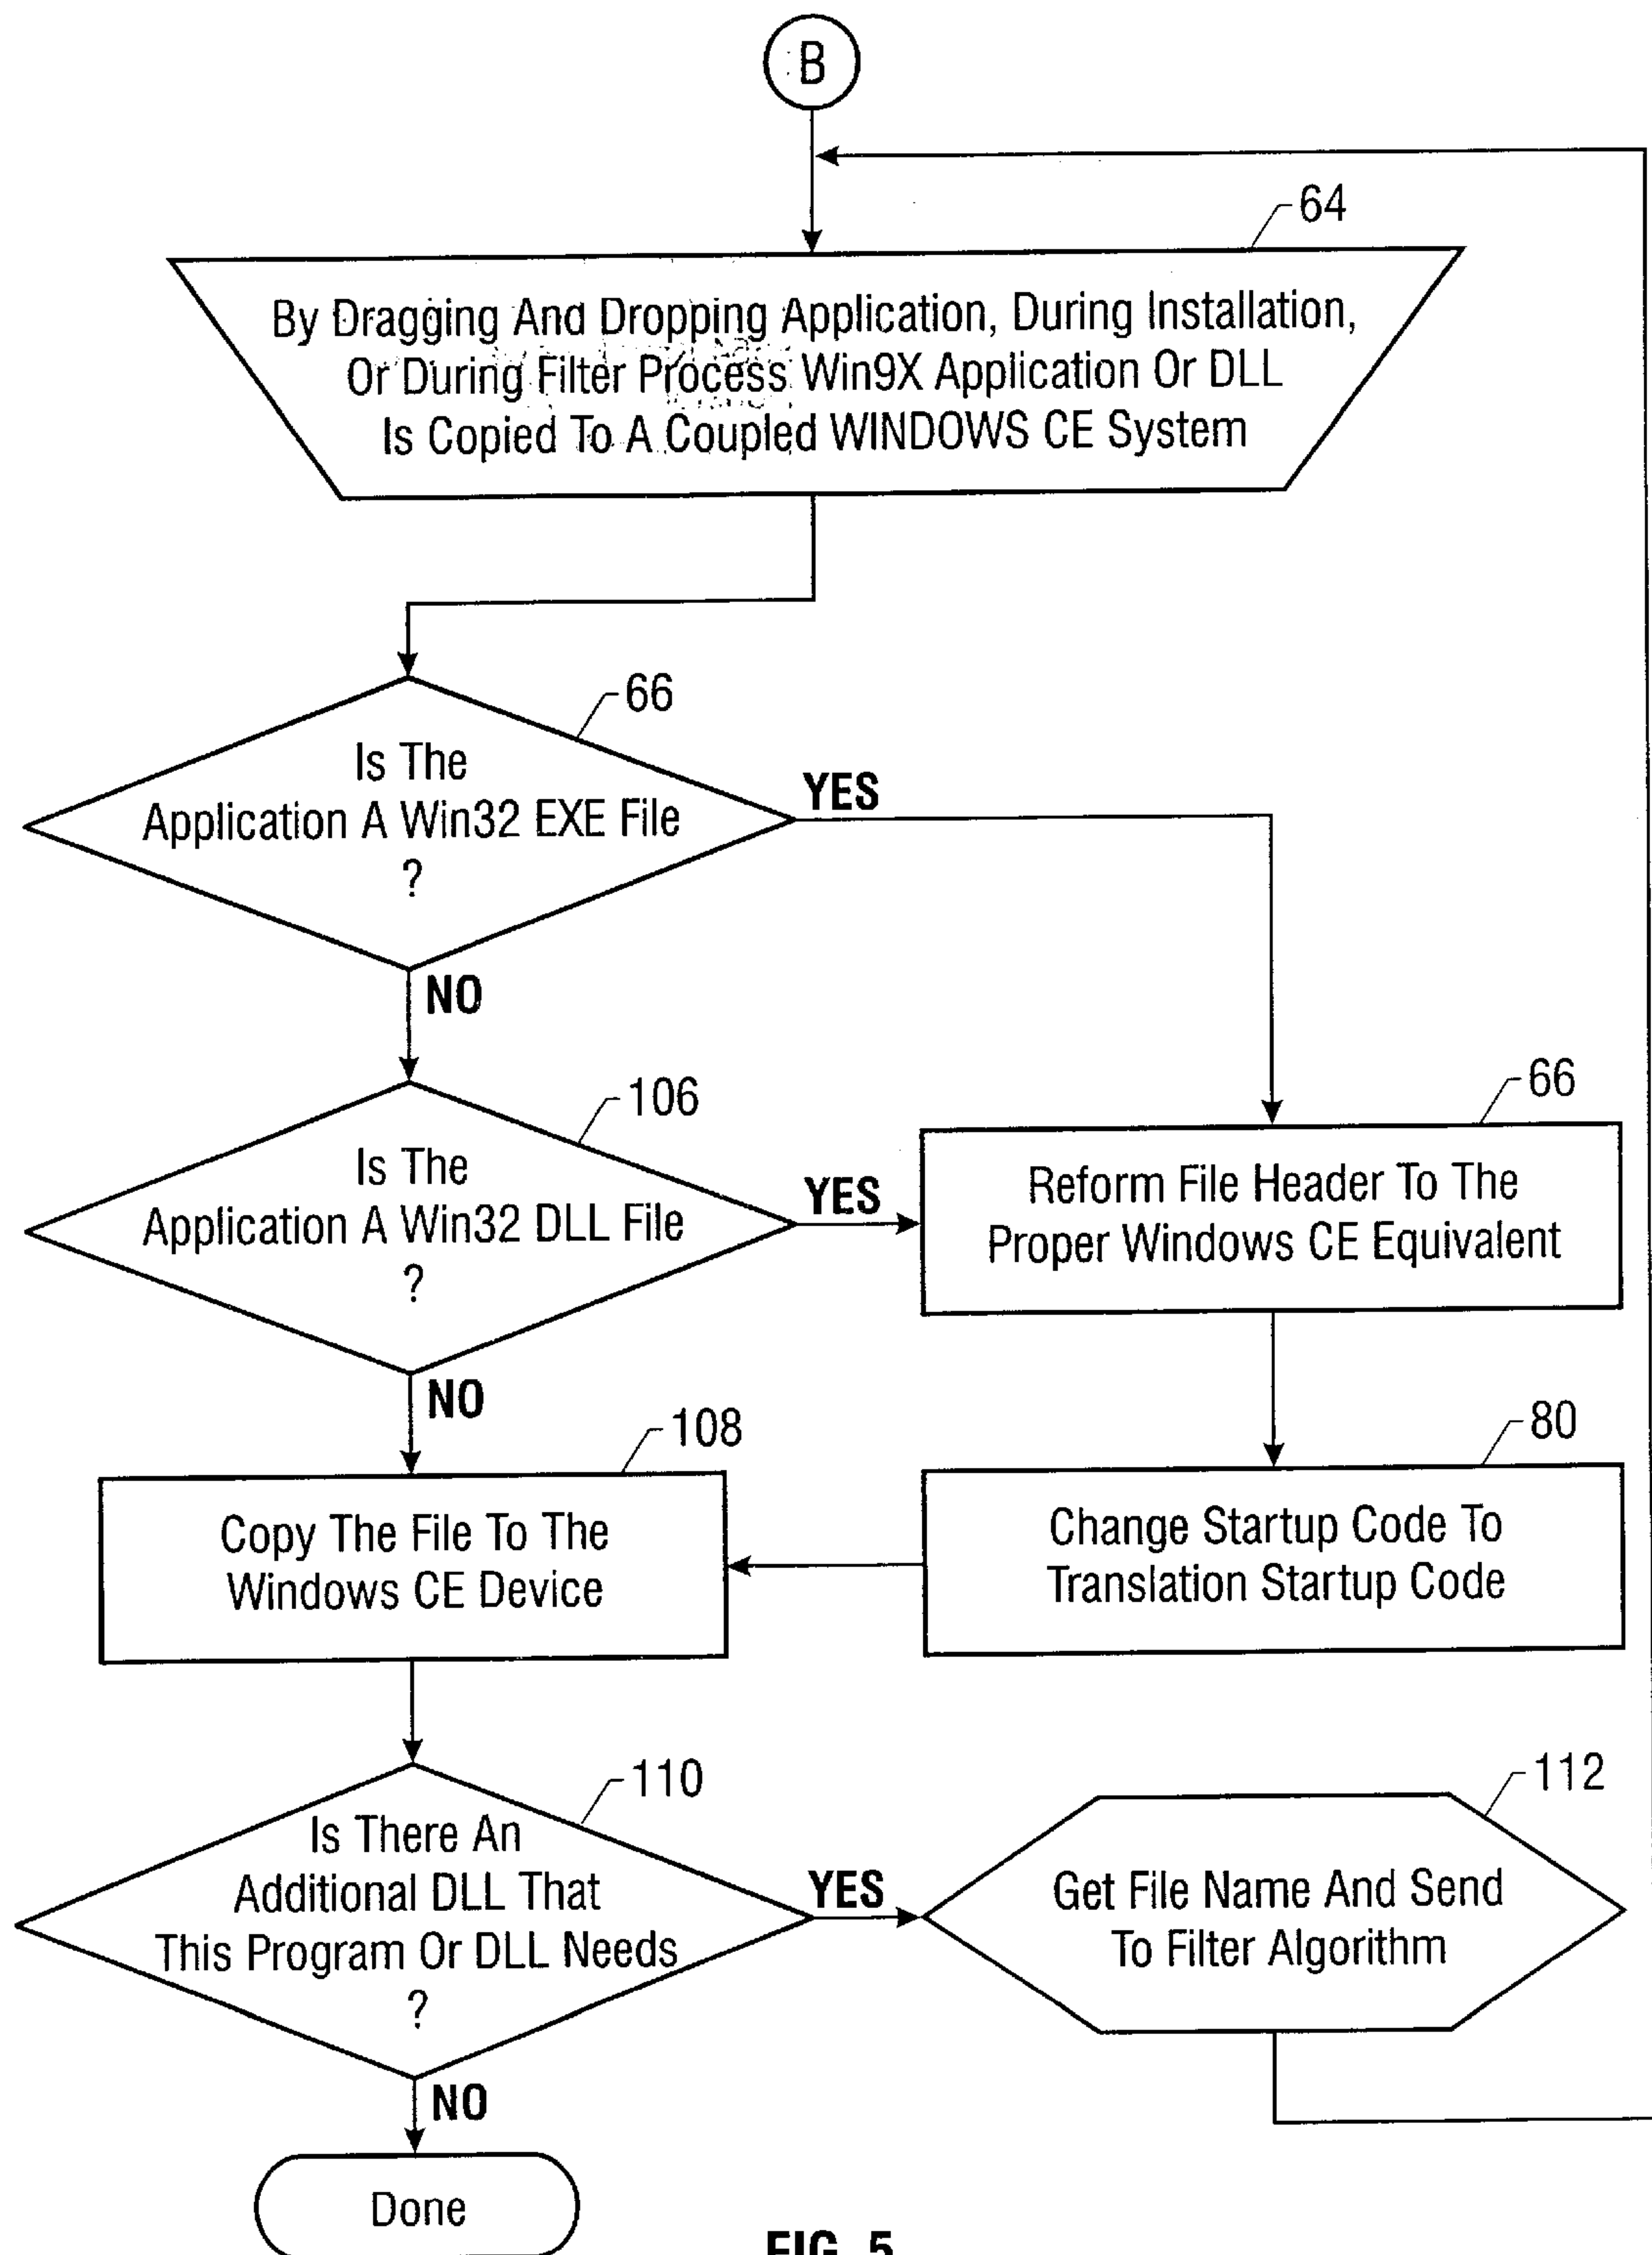 B
64
By Dragging And Dropping Application, During Installation,
Or During Filter Process Win9X Application Or DLL
Is Copied To A Coupled WINDOWS CE System
66
Is The
Application A Win32 EXE File
?
YES
NO
106
Is The
Application A Win32 DLL File
?
YES
66
Reform File Header To The
Proper Windows CE Equivalent
NO
108
Copy The File To The
Windows CE Device
80
Change Startup Code To
Translation Startup Code
110
Is There An
Additional DLL That
This Program Or DLL Needs
?
YES
112
Get File Name And Send
To Filter Algorithm
NO
Done
FIG. 5